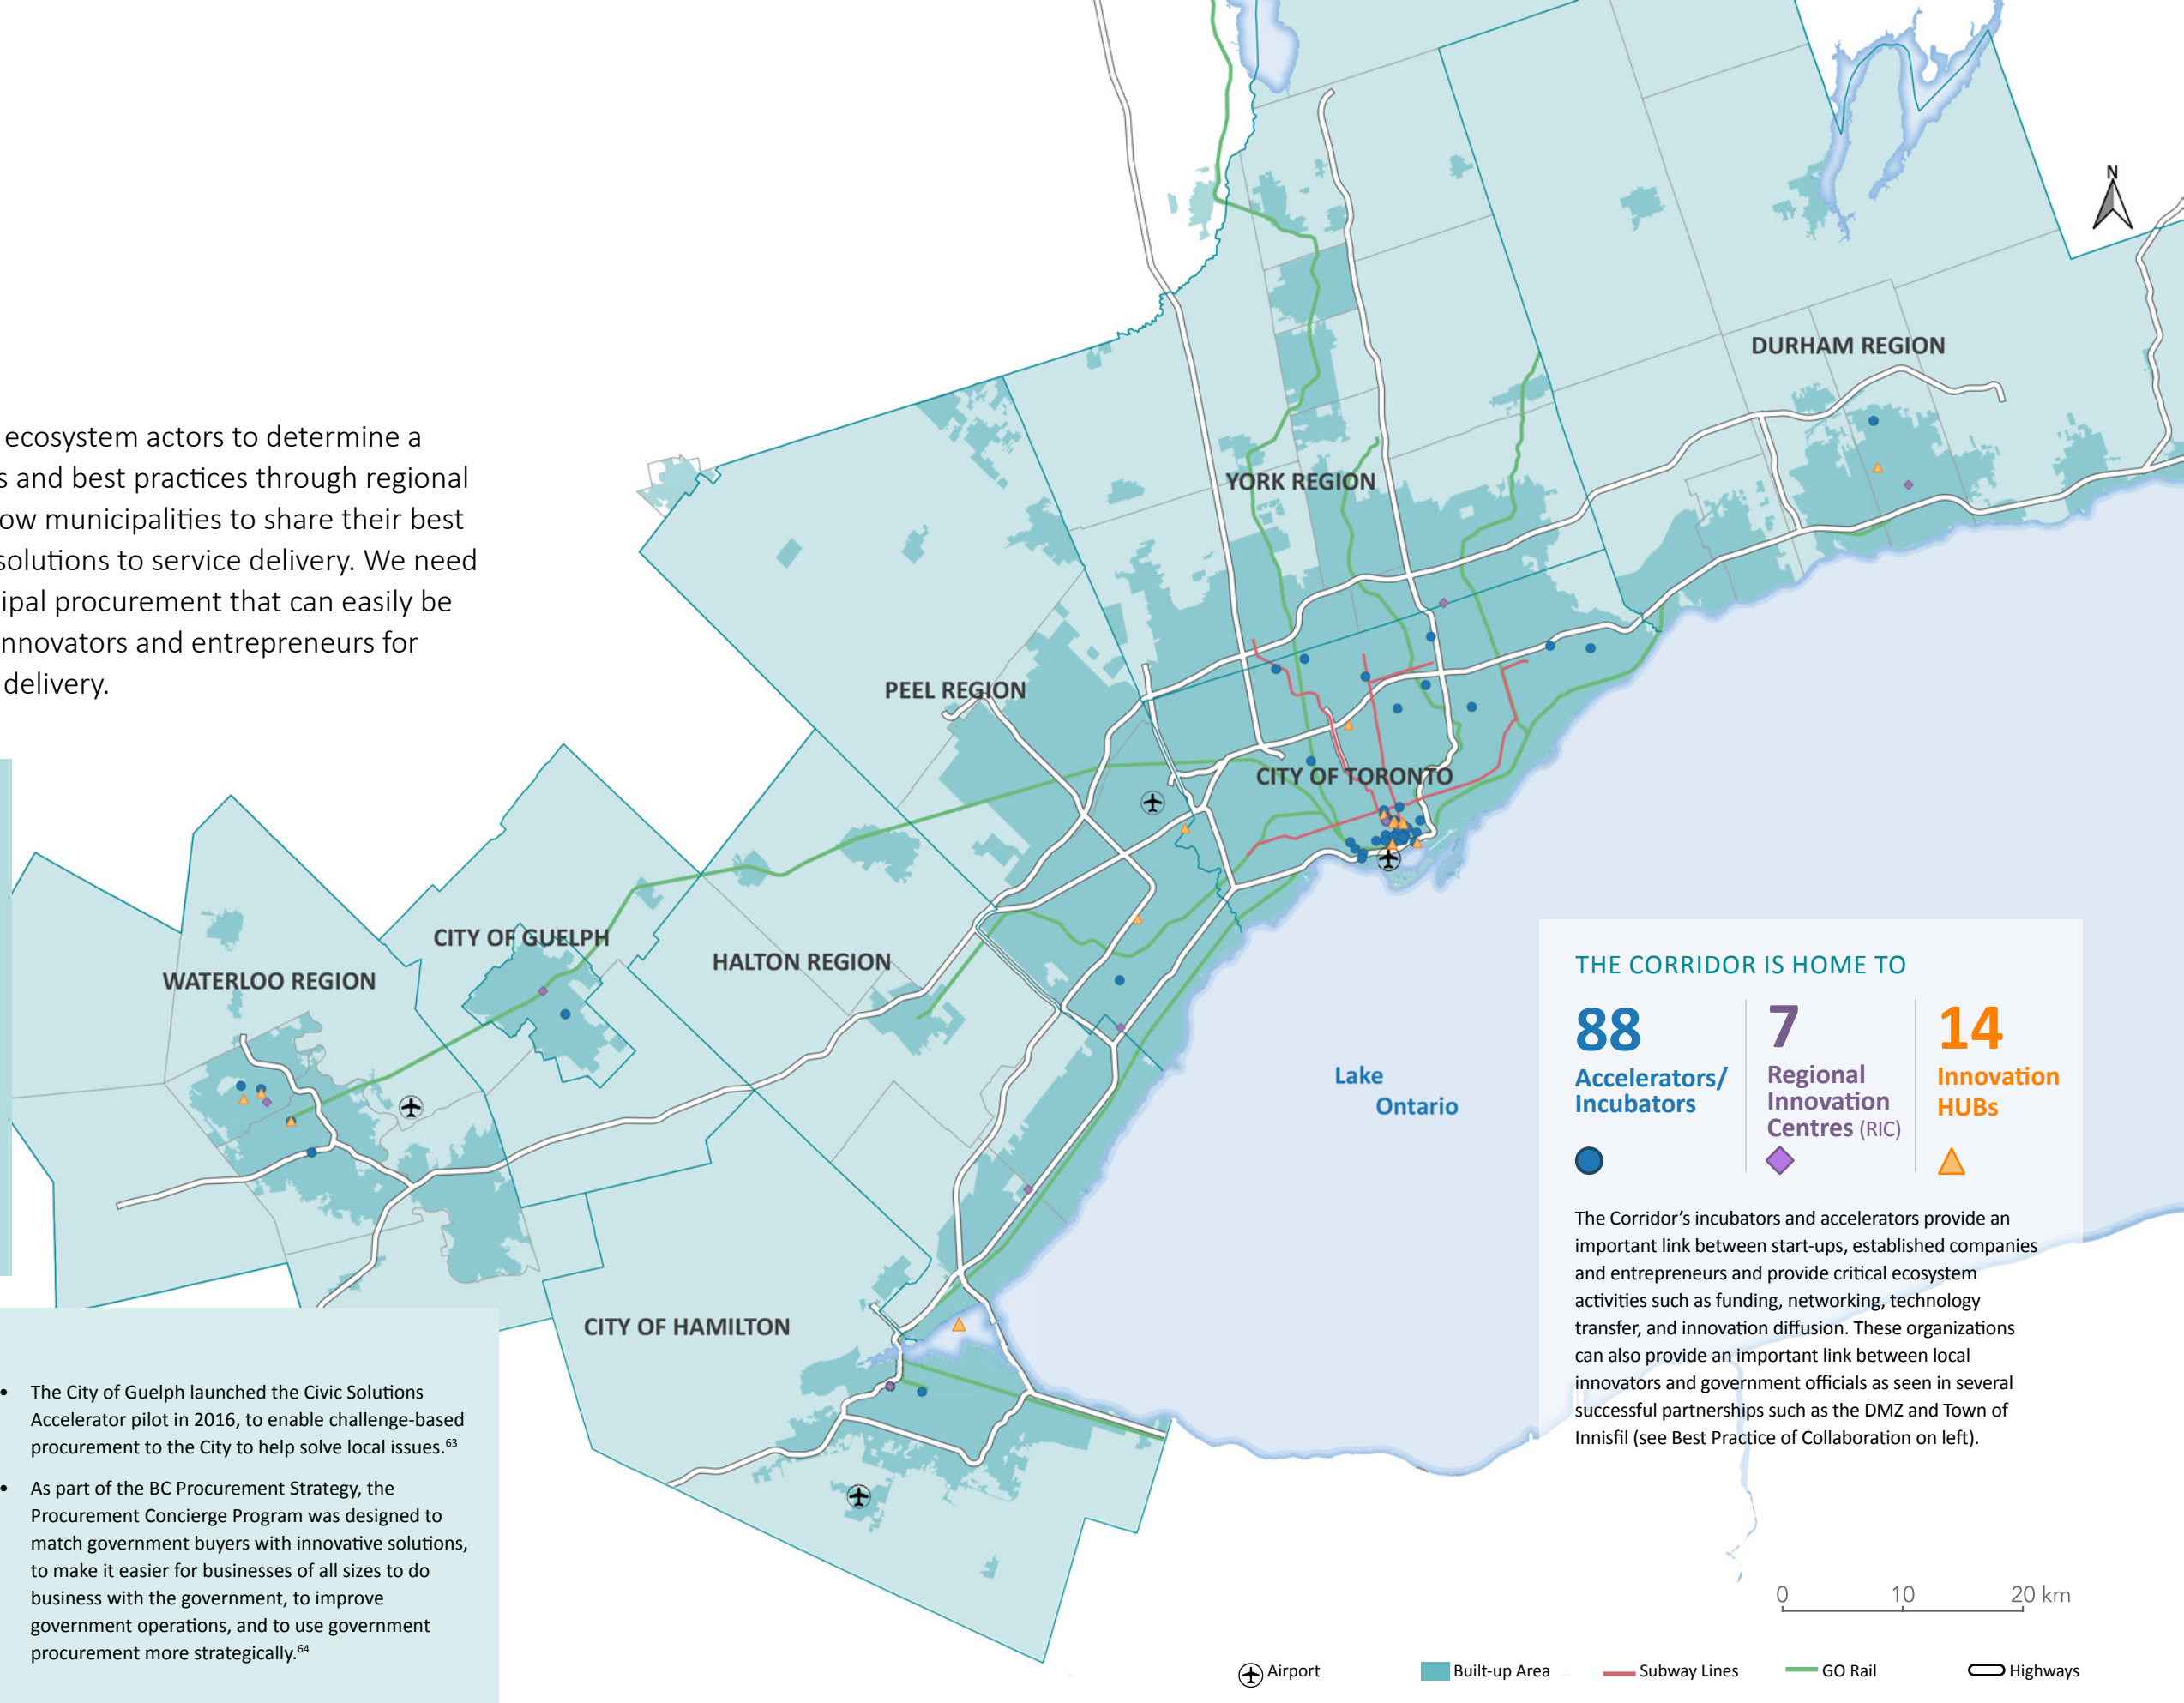 ecosystem actors to determine a
s and best practices through regional
ow municipalities to share their best
solutions to service delivery. We need
ipal procurement that can easily be
nnovators and entrepreneurs for
delivery.
N
DURHAM REGION
YORK REGION
PEEL REGION
CITY OF TORONTO
CITY OF GUELPH
HALTON REGION
WATERLOO REGION
CITY OF HAMILTON
Lake
Ontario
THE CORRIDOR IS HOME TO
88
Accelerators/
Incubators
7
Regional
Innovation
Centres (RIC)
14
Innovation
HUBs
The Corridor’s incubators and accelerators provide an
important link between start-ups, established companies
and entrepreneurs and provide critical ecosystem
activities such as funding, networking, technology
transfer, and innovation diffusion. These organizations
can also provide an important link between local
innovators and government officials as seen in several
successful partnerships such as the DMZ and Town of
Innisfil (see Best Practice of Collaboration on left).
• The City of Guelph launched the Civic Solutions
Accelerator pilot in 2016, to enable challenge-based
procurement to the City to help solve local issues.63
• As part of the BC Procurement Strategy, the
Procurement Concierge Program was designed to
match government buyers with innovative solutions,
to make it easier for businesses of all sizes to do
business with the government, to improve
government operations, and to use government
procurement more strategically.64
0 10 20 km
Airport Built-up Area Subway Lines GO Rail Highways